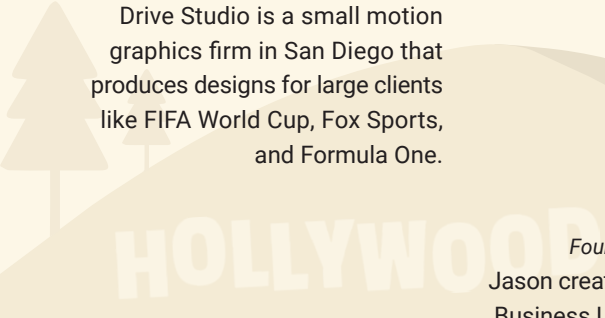 Drive Studio is a small motion
graphics firm in San Diego that
produces designs for large clients
like FIFA World Cup, Fox Sports,
and Formula One.
HOLLYWOOD
Jason
Business